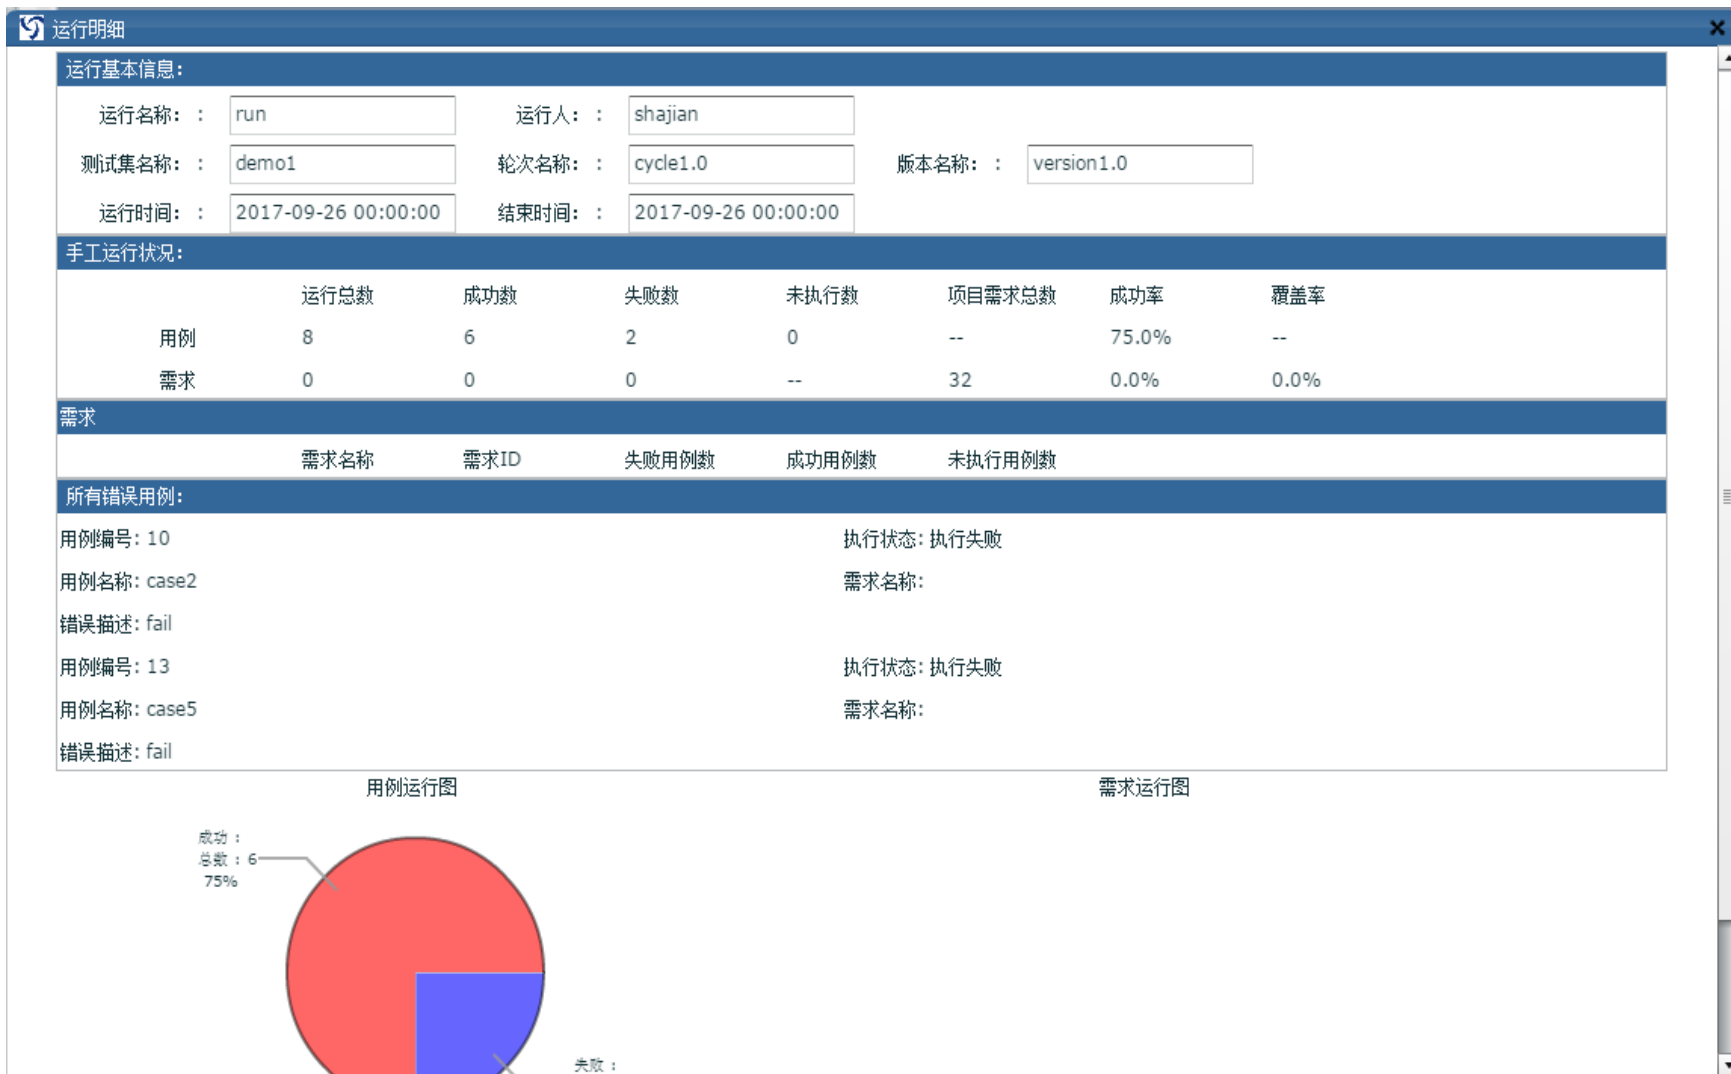 运行明细
运行基本信息：
运行名称： : run 运行人： : shajian
测试集名称： : demo1 轮次名称： : cycle1.0 版本名称： : version1.0
运行时间： : 2017-09-26 00:00:00 结束时间： : 2017-09-26 00:00:00
手工运行状况：
运行总数 成功数 失败数 未执行数 项目需求总数 成功率 覆盖率
用例 8 6 2 0 -- 75.0% --
需求 0 0 0 -- 32 0.0% 0.0%
需求
需求名称 需求ID 失败用例数 成功用例数 未执行用例数
所有错误用例：
用例编号: 10 执行状态: 执行失败
用例名称: case2 需求名称:
错误描述: fail
用例编号: 13 执行状态: 执行失败
用例名称: case5 需求名称:
错误描述: fail
用例运行图 需求运行图
成功：
总数：6
75%
失败：